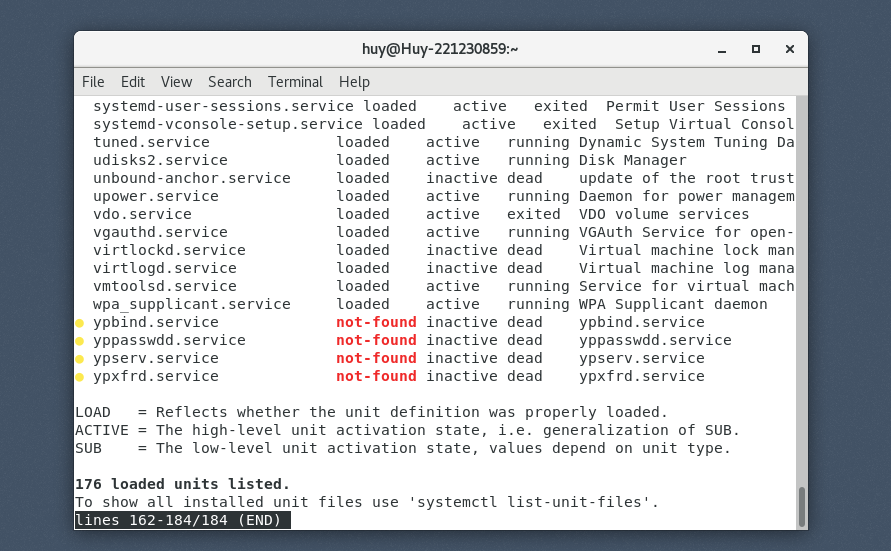 huy@Huy-221230859:~
File Edit View Search Terminal Help
systemd-user-sessions.service loaded    active   exited  Permit User Sessions
systemd-vconsole-setup.service loaded    active   exited  Setup Virtual Consol
tuned.service              loaded    active   running Dynamic System Tuning Da
udisks2.service            loaded    active   running Disk Manager
unbound-anchor.service     loaded    inactive dead    update of the root trust
upower.service             loaded    active   running Daemon for power managem
vdo.service                loaded    active   exited  VDO volume services
vgauthd.service            loaded    active   running VGAuth Service for open-
virtlockd.service          loaded    inactive dead    Virtual machine lock man
virtlogd.service           loaded    inactive dead    Virtual machine log mana
vmtoolsd.service           loaded    active   running Service for virtual mach
wpa_supplicant.service     loaded    active   running WPA Supplicant daemon
● ypbind.service             not-found inactive dead    ypbind.service
● yppasswdd.service          not-found inactive dead    yppasswdd.service
● ypserv.service             not-found inactive dead    ypserv.service
● ypxfrd.service             not-found inactive dead    ypxfrd.service
LOAD   = Reflects whether the unit definition was properly loaded.
ACTIVE = The high-level unit activation state, i.e. generalization of SUB.
SUB    = The low-level unit activation state, values depend on unit type.
176 loaded units listed.
To show all installed unit files use 'systemctl list-unit-files'.
lines 162-184/184 (END)